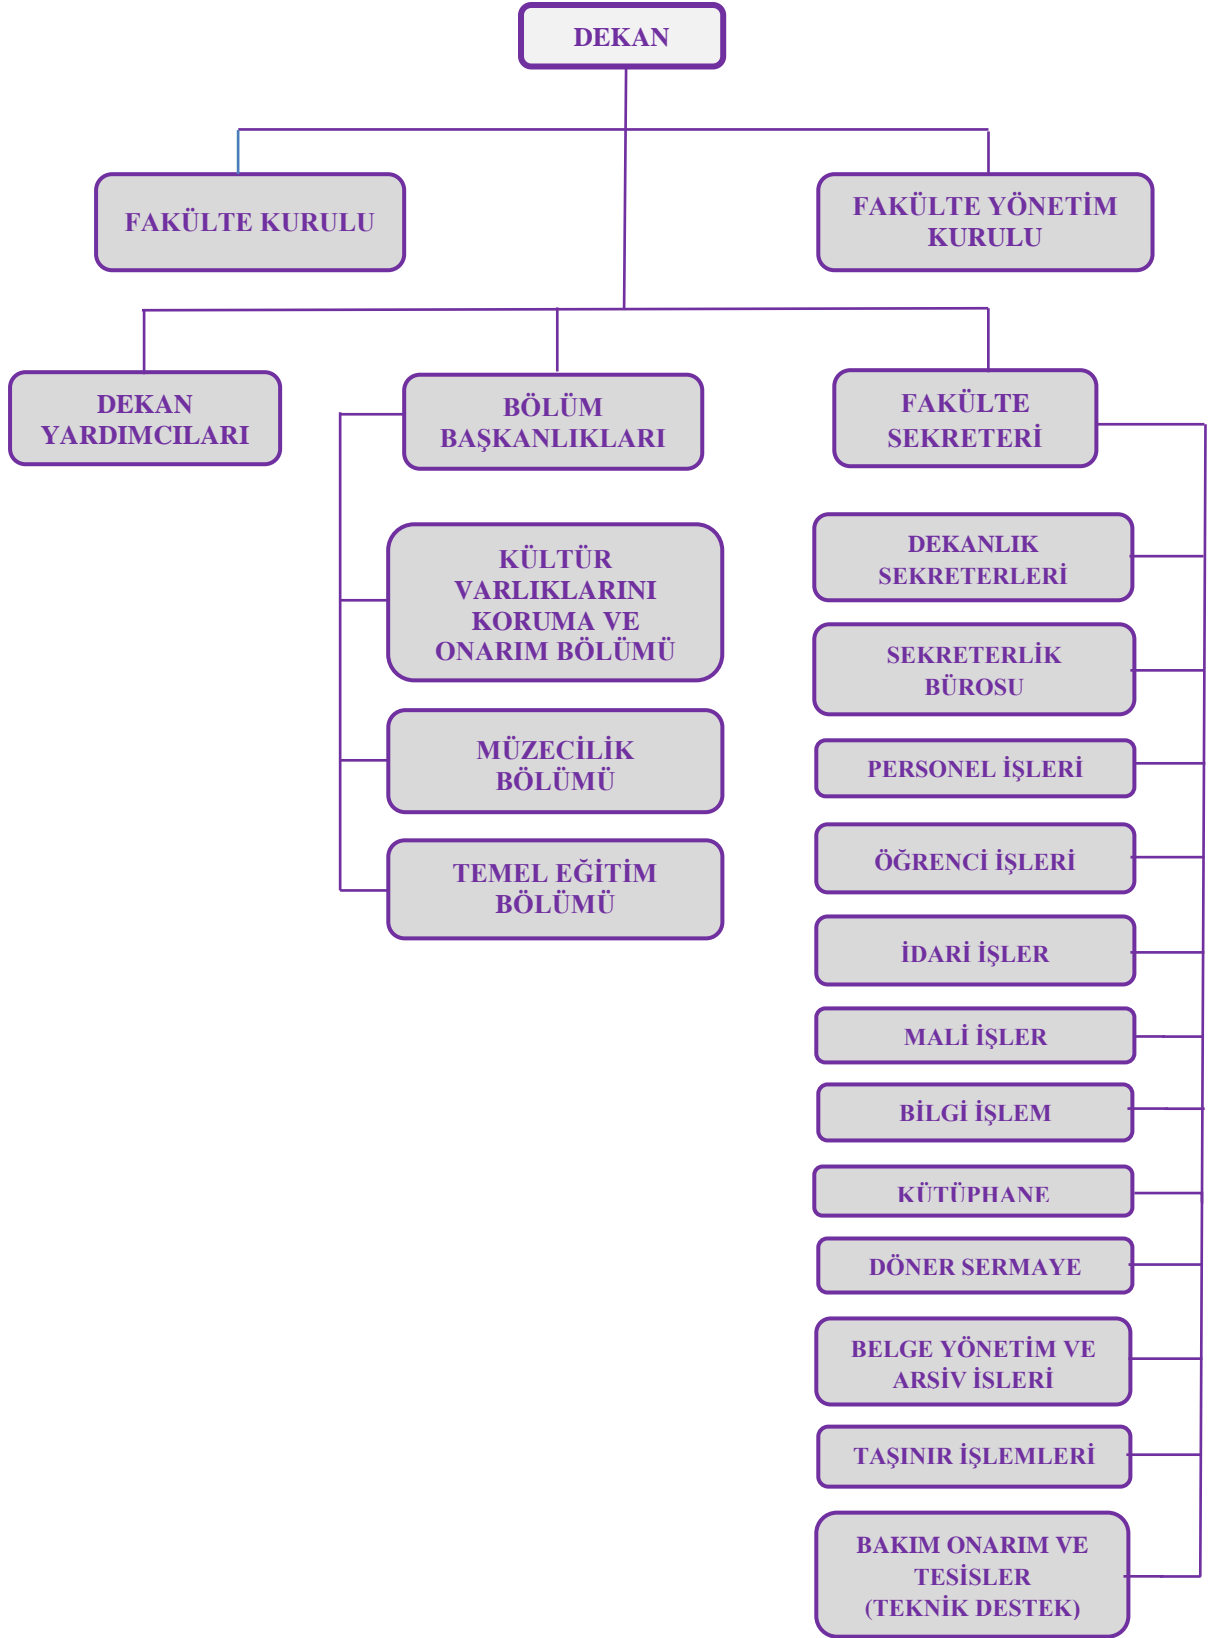 DEKAN
FAKÜLTE KURULU
FAKÜLTE YÖNETİM
KURULU
DEKAN
YARDIMCILARI
BÖLÜM
BAŞKANLIKLARI
FAKÜLTE
SEKRETERİ
KÜLTÜR
VARLIKLARINI
KORUMA VE
ONARIM BÖLÜMÜ
MÜZECİLİK
BÖLÜMÜ
TEMEL EĞİTİM
BÖLÜMÜ
DEKANLIK
SEKRETERLERİ
SEKRETERLİK
BÜROSU
PERSONEL İŞLERİ
ÖĞRENCİ İŞLERİ
İDARİ İŞLER
MALİ İŞLER
BİLGİ İŞLEM
KÜTÜPHANE
DÖNER SERMAYE
BELGE YÖNETİM VE
ARŞİV İŞLERİ
TAŞINIR İŞLEMLERİ
BAKIM ONARIM VE
TESİSLER
(TEKNİK DESTEK)